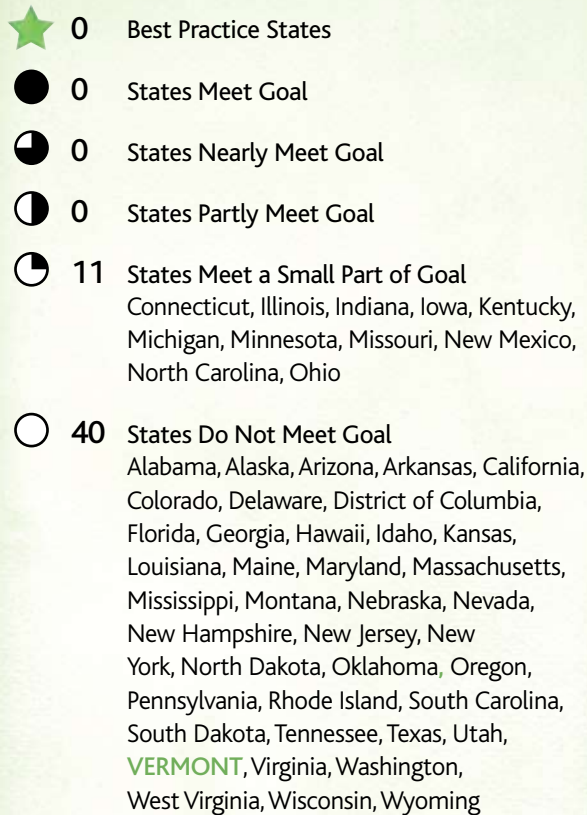 0 Best Practice States
0 States Meet Goal
0 States Nearly Meet Goal
0 States Partly Meet Goal
11 States Meet a Small Part of Goal
Connecticut, Illinois, Indiana, Iowa, Kentucky,
Michigan, Minnesota, Missouri, New Mexico,
North Carolina, Ohio
40 States Do Not Meet Goal
Alabama, Alaska, Arizona, Arkansas, California,
Colorado, Delaware, District of Columbia,
Florida, Georgia, Hawaii, Idaho, Kansas,
Louisiana, Maine, Maryland, Massachusetts,
Mississippi, Montana, Nebraska, Nevada,
New Hampshire, New Jersey, New
York, North Dakota, Oklahoma, Oregon,
Pennsylvania, Rhode Island, South Carolina,
South Dakota, Tennessee, Texas, Utah,
VERMONT, Virginia, Washington,
West Virginia, Wisconsin, Wyoming